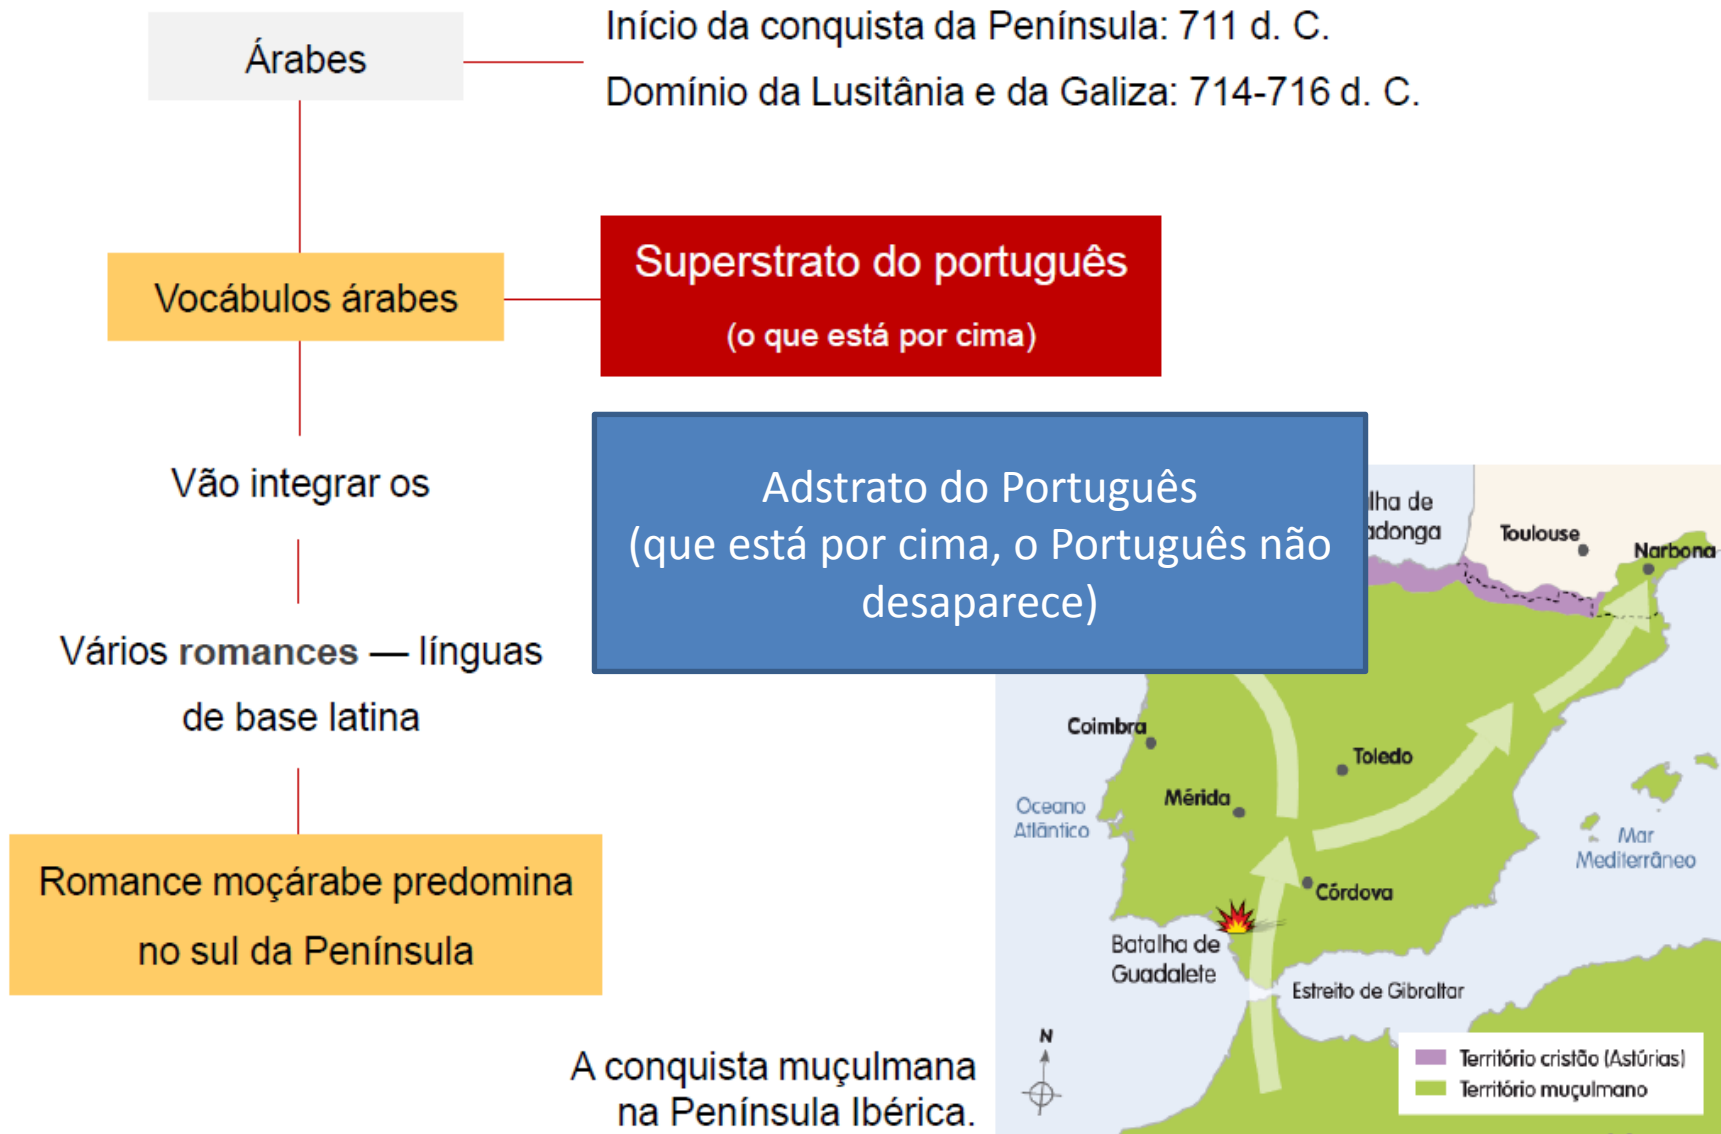 Árabes
Início da conquista da Península: 711 d. C.
Domínio da Lusitânia e da Galiza: 714-716 d. C.
Vocábulos árabes
Superstrato do português
(o que está por cima)
Vão integrar os
Adstrato do Português
(que está por cima, o Português não
desaparece)
Vários romances — línguas
de base latina
Romance moçárabe predomina
no sul da Península
lha de
adonga
Toulouse
Narbona
Coimbra
Toledo
Mérida
Oceano
Atlântico
Mar
Mediterrâneo
Córdova
Batalha de
Guadalete
Estreito de Gibraltar
N
Território cristão (Astúrias)
Território muçulmano
A conquista muçulmana
na Península Ibérica.